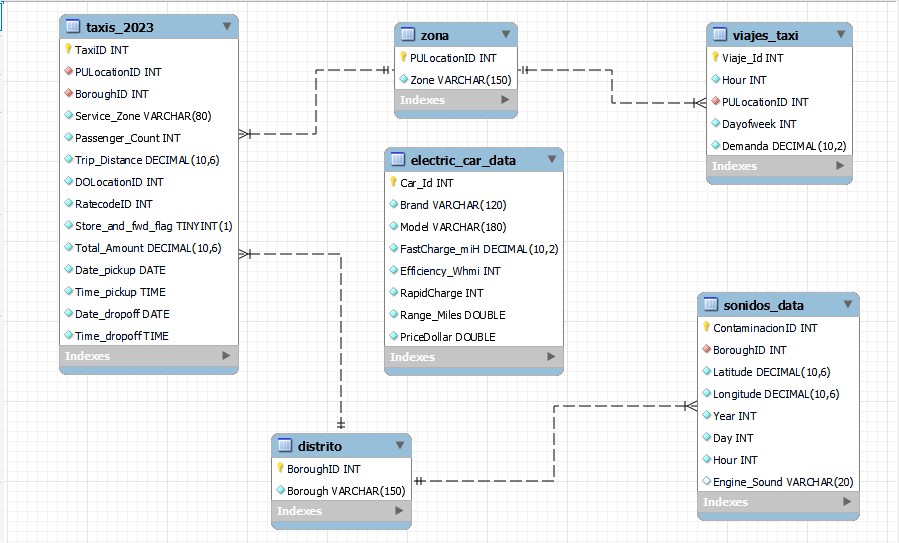 taxis_2023
TaxiID INT
PULocationID INT
BoroughID INT
Service_Zone VARCHAR(80)
Passenger_Count INT
Trip_Distance DECIMAL(10,6)
DOLocationID INT
RatecodeID INT
Store_and_fwd_flag TINYINT(1)
Total_Amount DECIMAL(10,6)
Date_pickup DATE
Time_pickup TIME
Date_dropoff DATE
Time_dropoff TIME
Indexes
zona
PULocationID INT
Zone VARCHAR(150)
Indexes
viajes_taxi
Viaje_Id INT
Hour INT
PULocationID INT
Dayofweek INT
Demanda DECIMAL(10,2)
Indexes
electric_car_data
Car_Id INT
Brand VARCHAR(120)
Model VARCHAR(180)
FastCharge_miH DECIMAL(10,2)
Efficiency_Whmi INT
RapidCharge INT
Range_Miles DOUBLE
PriceDollar DOUBLE
Indexes
sonidos_data
ContaminacionID INT
BoroughID INT
Latitude DECIMAL(10,6)
Longitude DECIMAL(10,6)
Year INT
Day INT
Hour INT
Engine_Sound VARCHAR(20)
Indexes
distrito
BoroughID INT
Borough VARCHAR(150)
Indexes